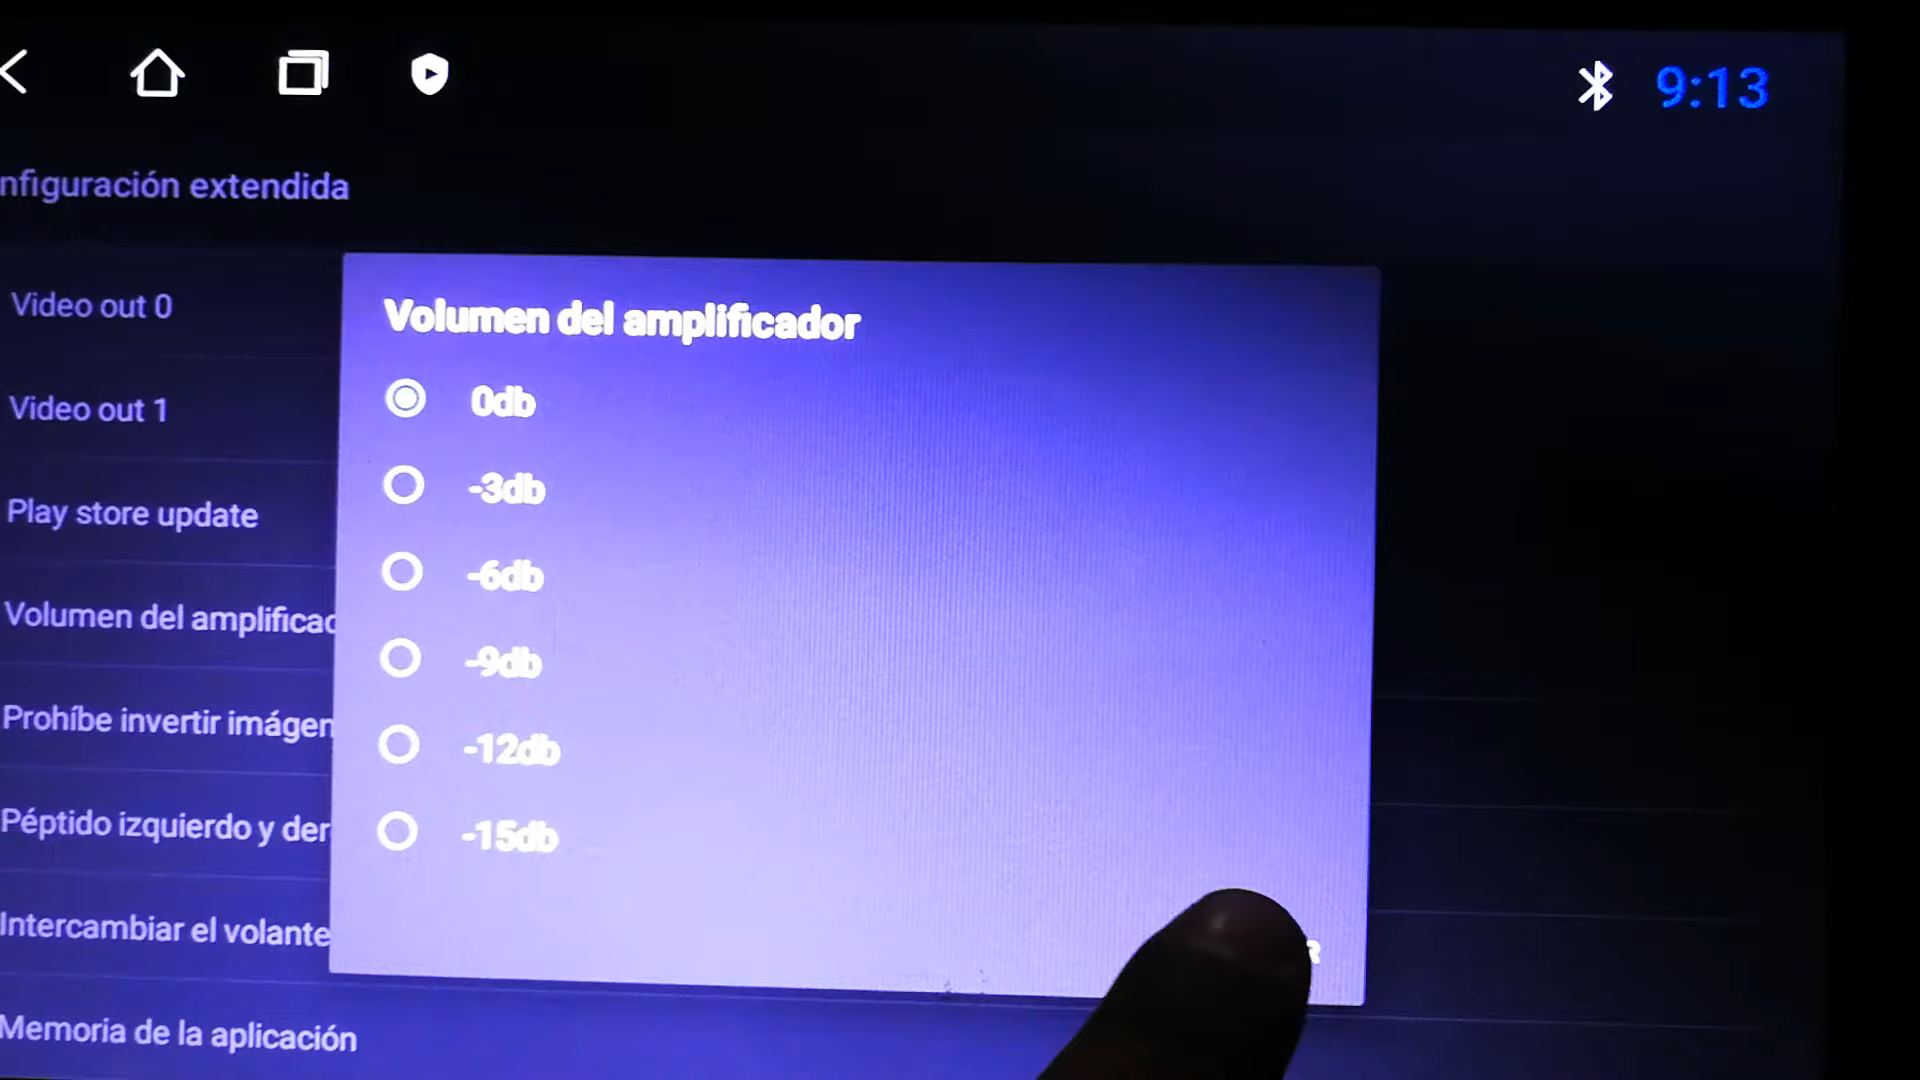 9:13
nfiguración extendida
Video out 0
Video out 1
Play store update
Volumen del amplificad
Prohíbe invertir imágen
Péptido izquierdo y der
Intercambiar el volante
Memoria de la aplicación
Volumen del amplificador
0db
-3db
-6db
-9db
-12db
-15db
R